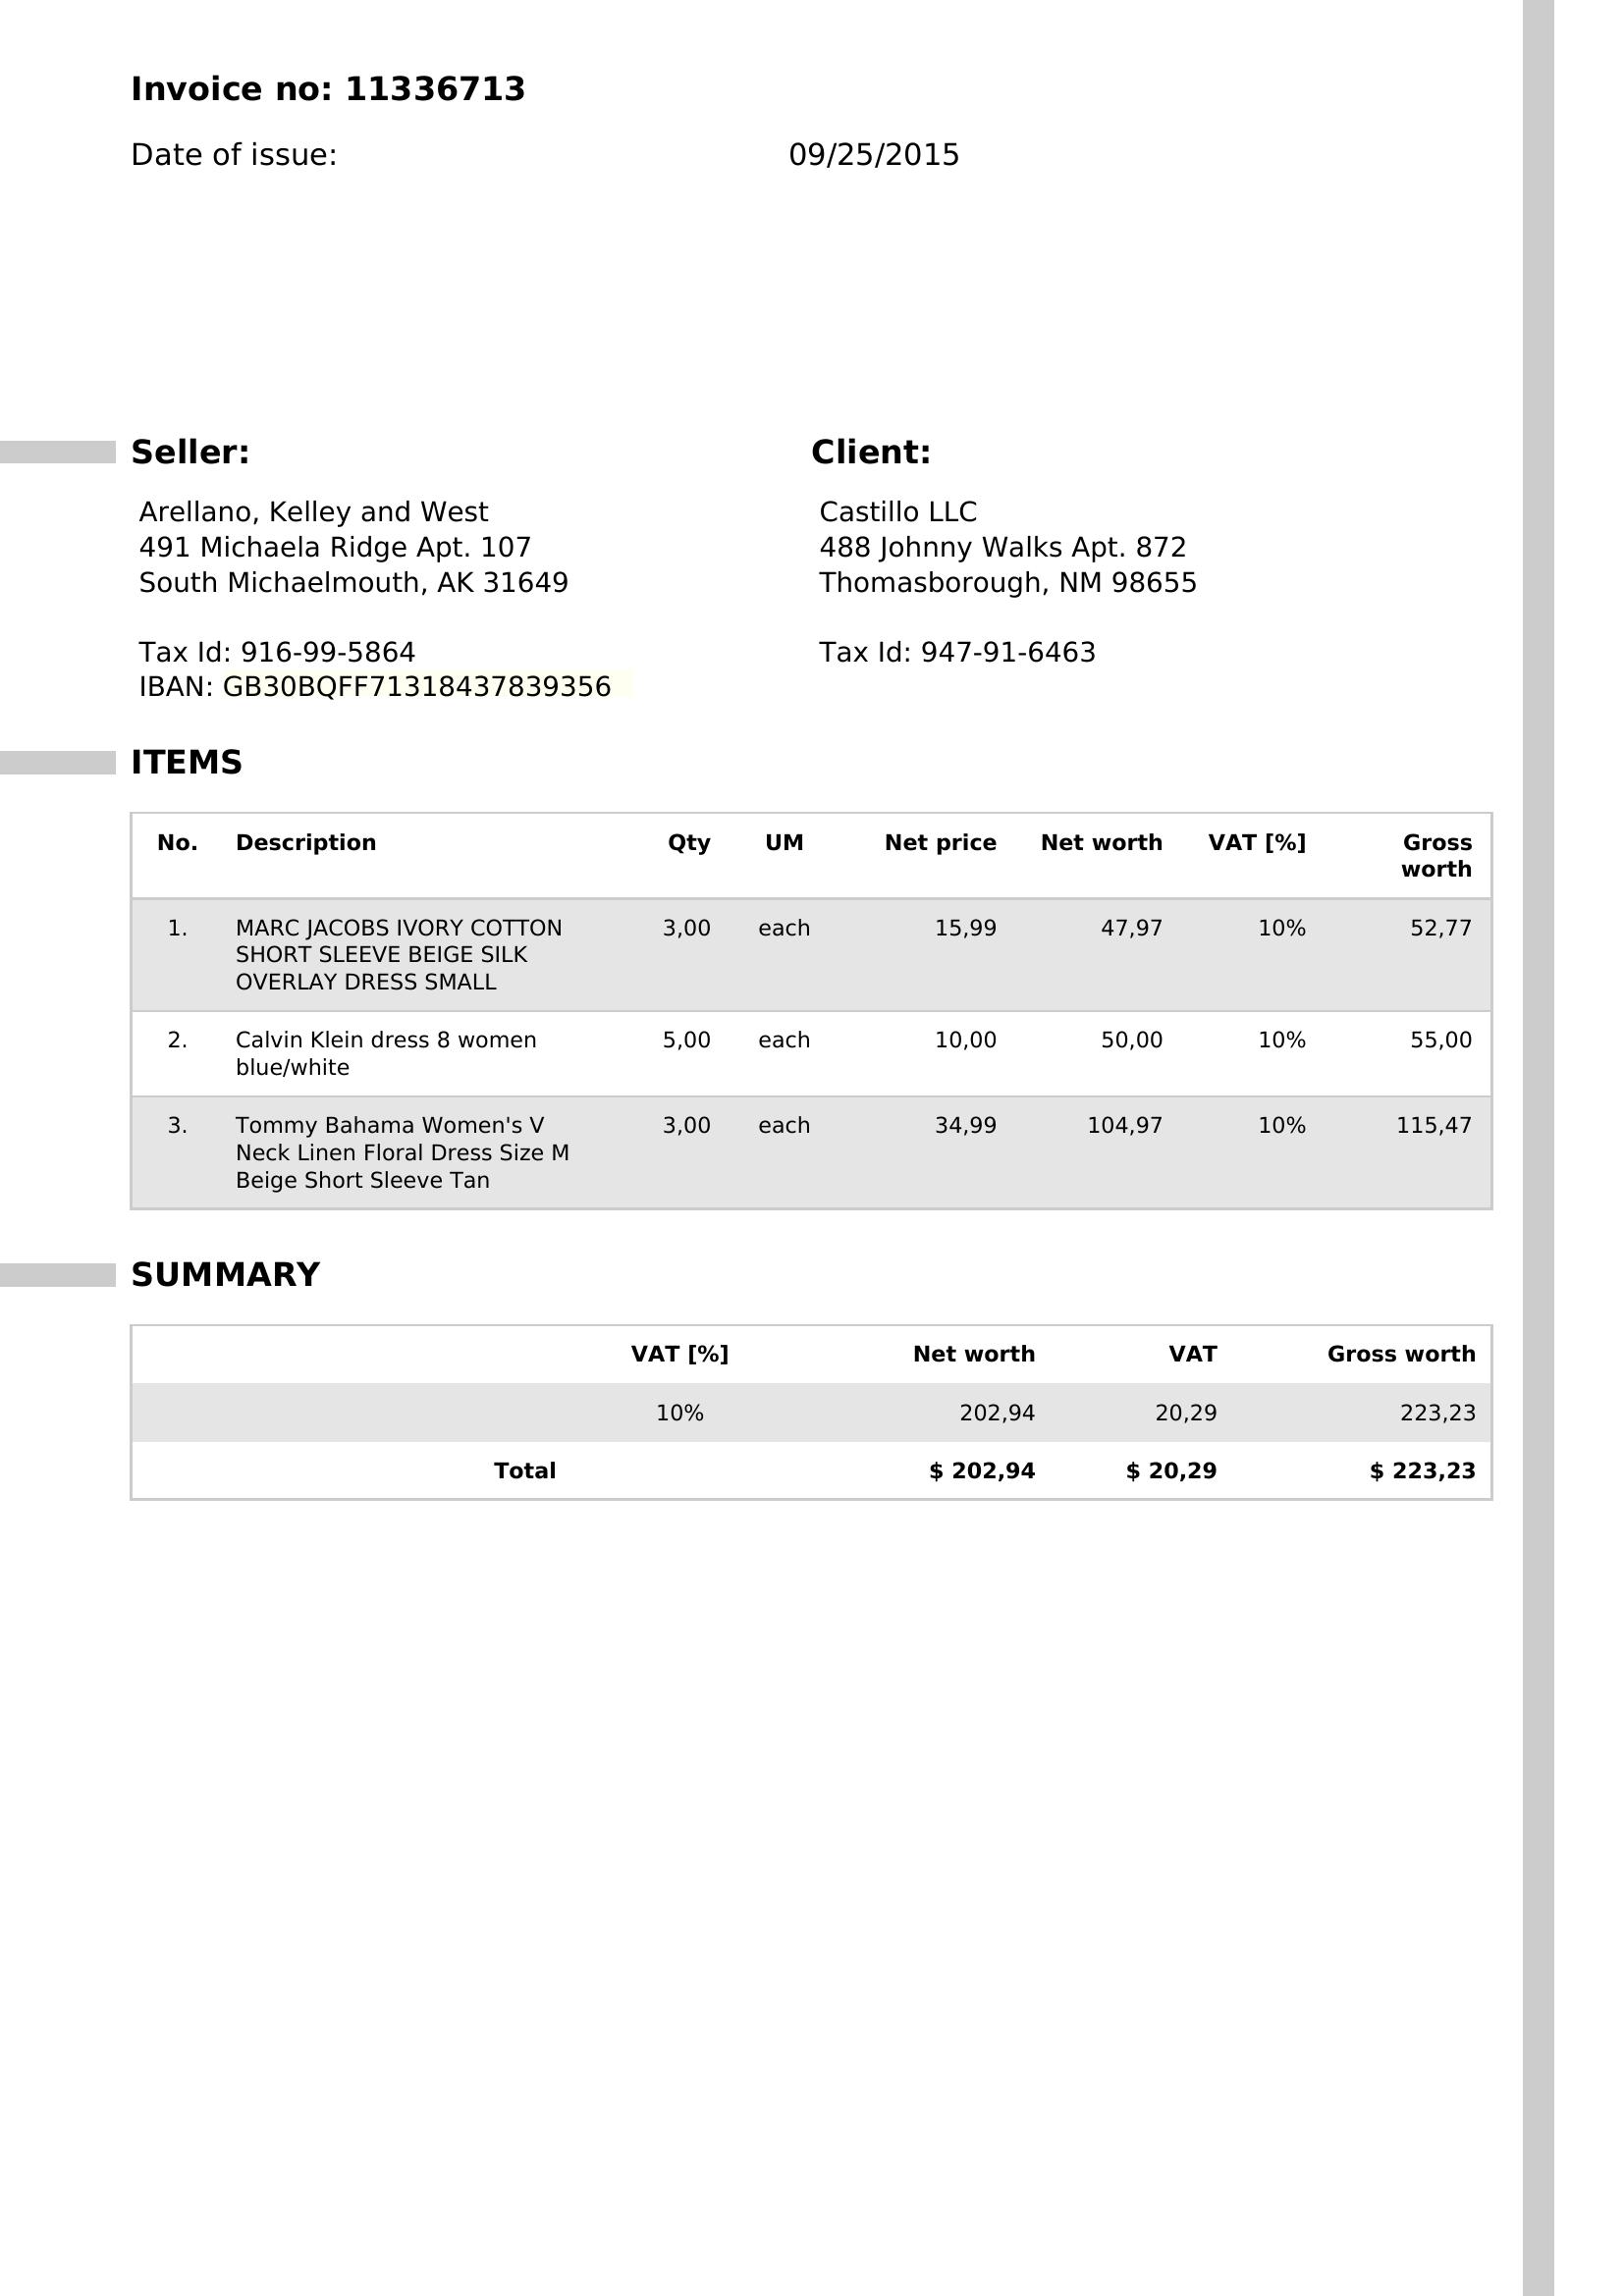 Invoice no: 11336713
Date of issue: 09/25/2015
Seller:
Arellano, Kelley and West
491 Michaela Ridge Apt. 107
South Michaelmouth, AK 31649
Tax Id: 916-99-5864
IBAN: GB30BQFF71318437839356
Client:
Castillo LLC
488 Johnny Walks Apt. 872
Thomasborough, NM 98655
Tax Id: 947-91-6463
ITEMS
No. Description Qty UM Net price Net worth VAT [%] Gross
worth
1. MARC JACOBS IVORY COTTON 3,00 each 15,99 47,97 10% 52,77
SHORT SLEEVE BEIGE SILK
OVERLAY DRESS SMALL
2. Calvin Klein dress 8 women 5,00 each 10,00 50,00 10% 55,00
blue/white
3. Tommy Bahama Women's V 3,00 each 34,99 104,97 10% 115,47
Neck Linen Floral Dress Size M
Beige Short Sleeve Tan
SUMMARY
VAT [%] Net worth VAT Gross worth
10% 202,94 20,29 223,23
Total $ 202,94 $ 20,29 $ 223,23